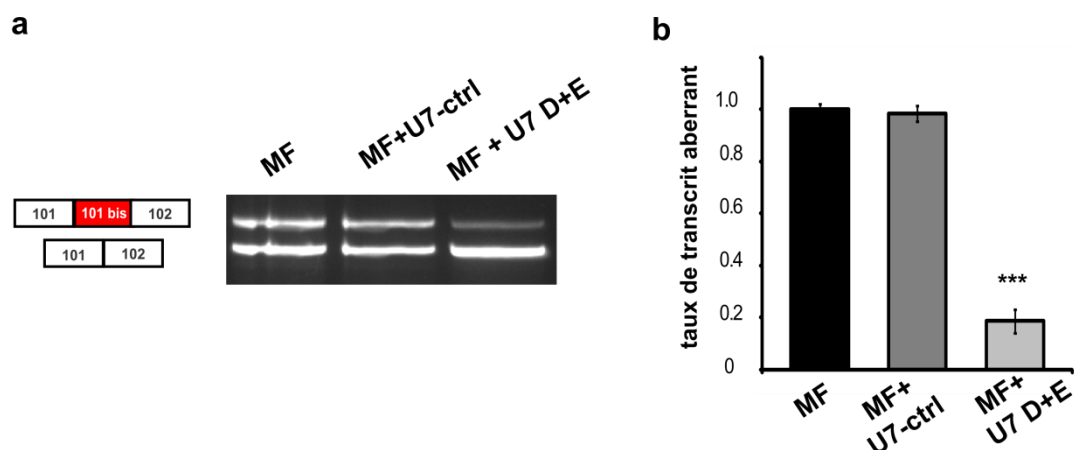 a
MF
MF+U7-ctrl
MF + U7 D+E
101 101 bis 102
101 102
b
taux de transcrit aberrant
1.0
0.8
0.6
0.4
0.2
0
***
MF
MF+
U7-ctrl
MF+
U7 D+E